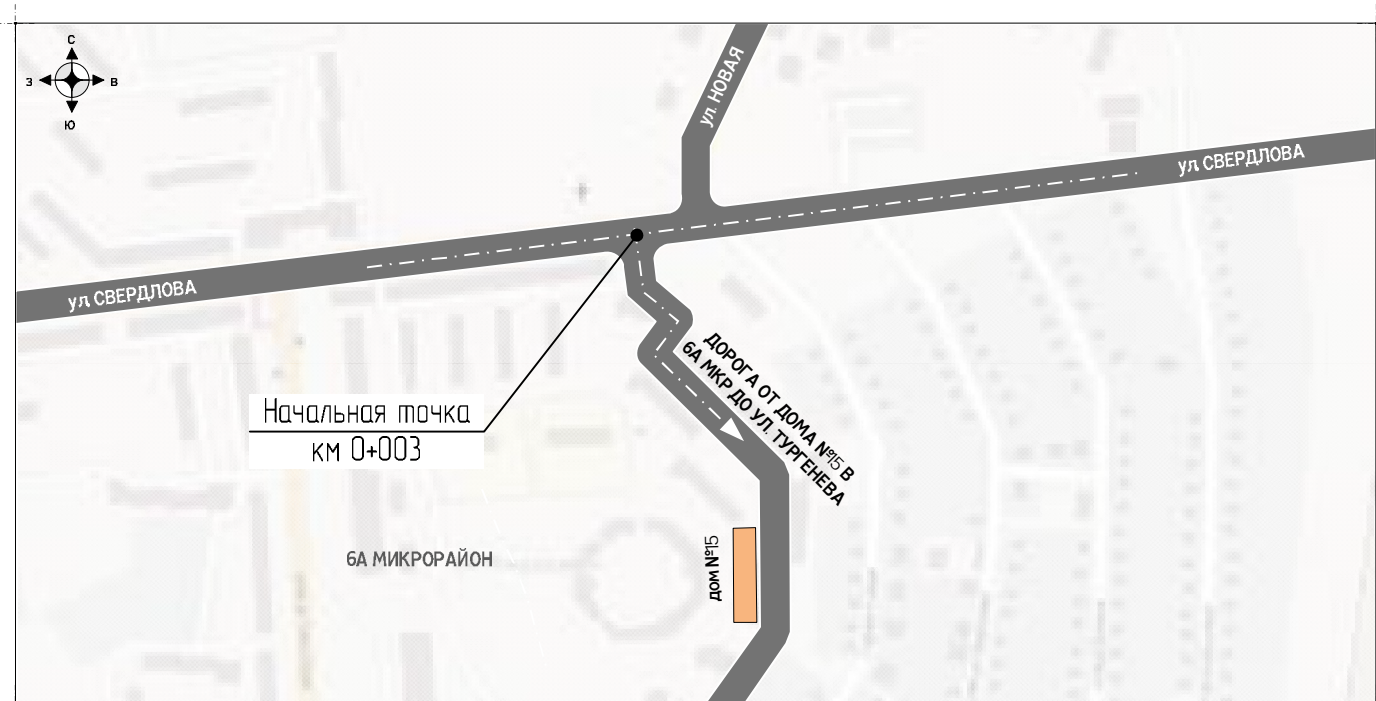 С
З В
Ю
ул. НОВАЯ
ул. СВЕРДЛОВА
ул. СВЕРДЛОВА
ДОРОГА ОТ ДОМА №15 В
6А МКР ДО УЛ. ТУРГЕНЕВА
Начальная точка
км 0+003
дом №15
6А МИКРОРАЙОН